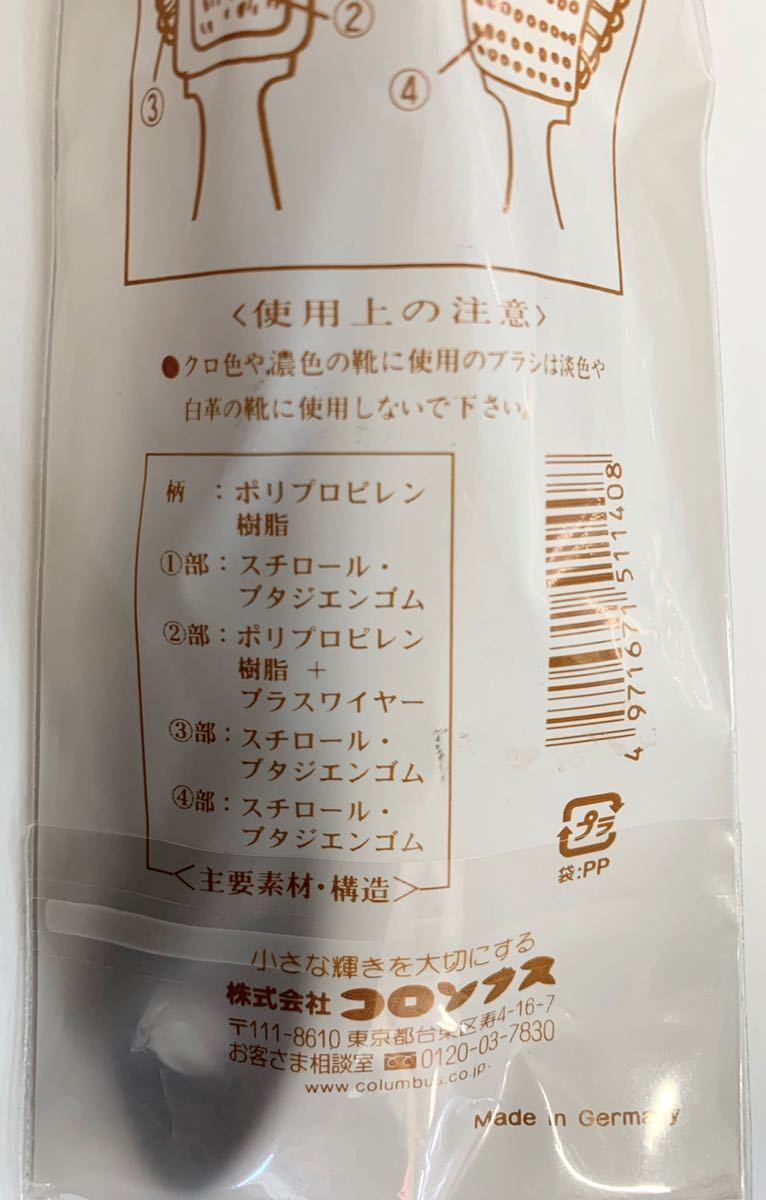 ②
③
④
〈使用上の注意〉
●クロ色や、濃色の靴に使用のブラシは淡色や
白革の靴に使用しないで下さい。
柄 ：ポリプロピレン
樹脂
①部：スチロール・
ブタジエンゴム
②部：ポリプロピレン
樹脂 ＋
ブラスワイヤー
③部：スチロール・
ブタジエンゴム
④部：スチロール・
ブタジエンゴム
〈主要素材・構造〉
4971671511408
プラ
袋:PP
小さな輝きを大切にする
株式会社 コロンブス
〒111-8610 東京都台東区寿4-16-7
お客さま相談室 0120-03-7830
www.columbus.co.jp
Made in Germany